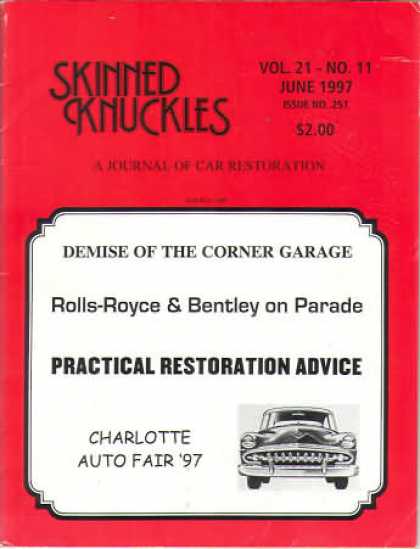 SKINNED
KNUCKLES
VOL. 21 - NO. 11
JUNE 1997
ISSUE NO. 251
$2.00
A JOURNAL OF CAR RESTORATION
DEMISE OF THE CORNER GARAGE
Rolls-Royce & Bentley on Parade
PRACTICAL RESTORATION ADVICE
CHARLOTTE
AUTO FAIR '97